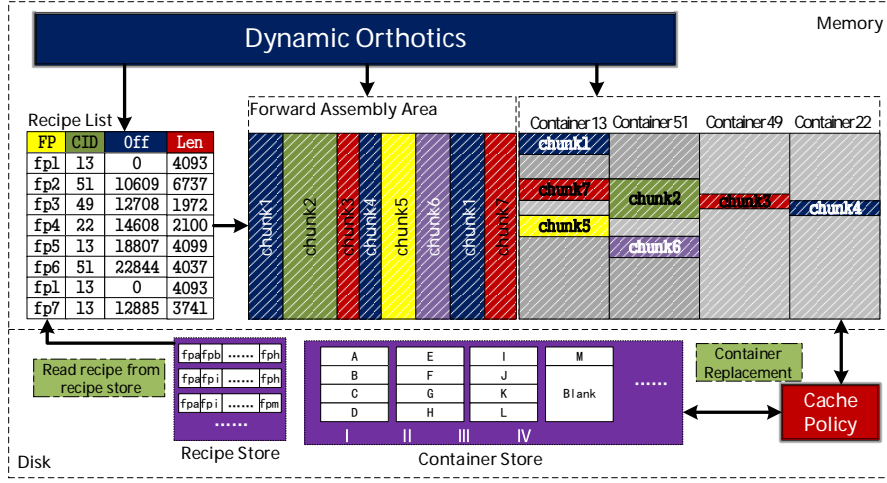 Dynamic Orthotics
Memory
Recipe List
FP CID Off Len
fp1 13 0 4093
fp2 51 10609 6737
fp3 49 12708 1972
fp4 22 14608 2100
fp5 13 18807 4099
fp6 51 22844 4037
fp1 13 0 4093
fp7 13 12885 3741
Forward Assembly Area
chunk1 chunk2 chunk3 chunk4 chunk5 chunk6 chunk1 chunk7
Container 13 Container 51 Container 49 Container 22
chunk1
chunk7 chunk2 chunk3 chunk4
chunk5
chunk6
Read recipe from
recipe store
fpa fpb ...... fph
fpa fpi ...... fph
fpa fpi ...... fpm
......
Recipe Store
A E I M
B F J
C G K Blank
D H L
......
I II III IV
Container Store
Container
Replacement
Cache
Policy
Disk